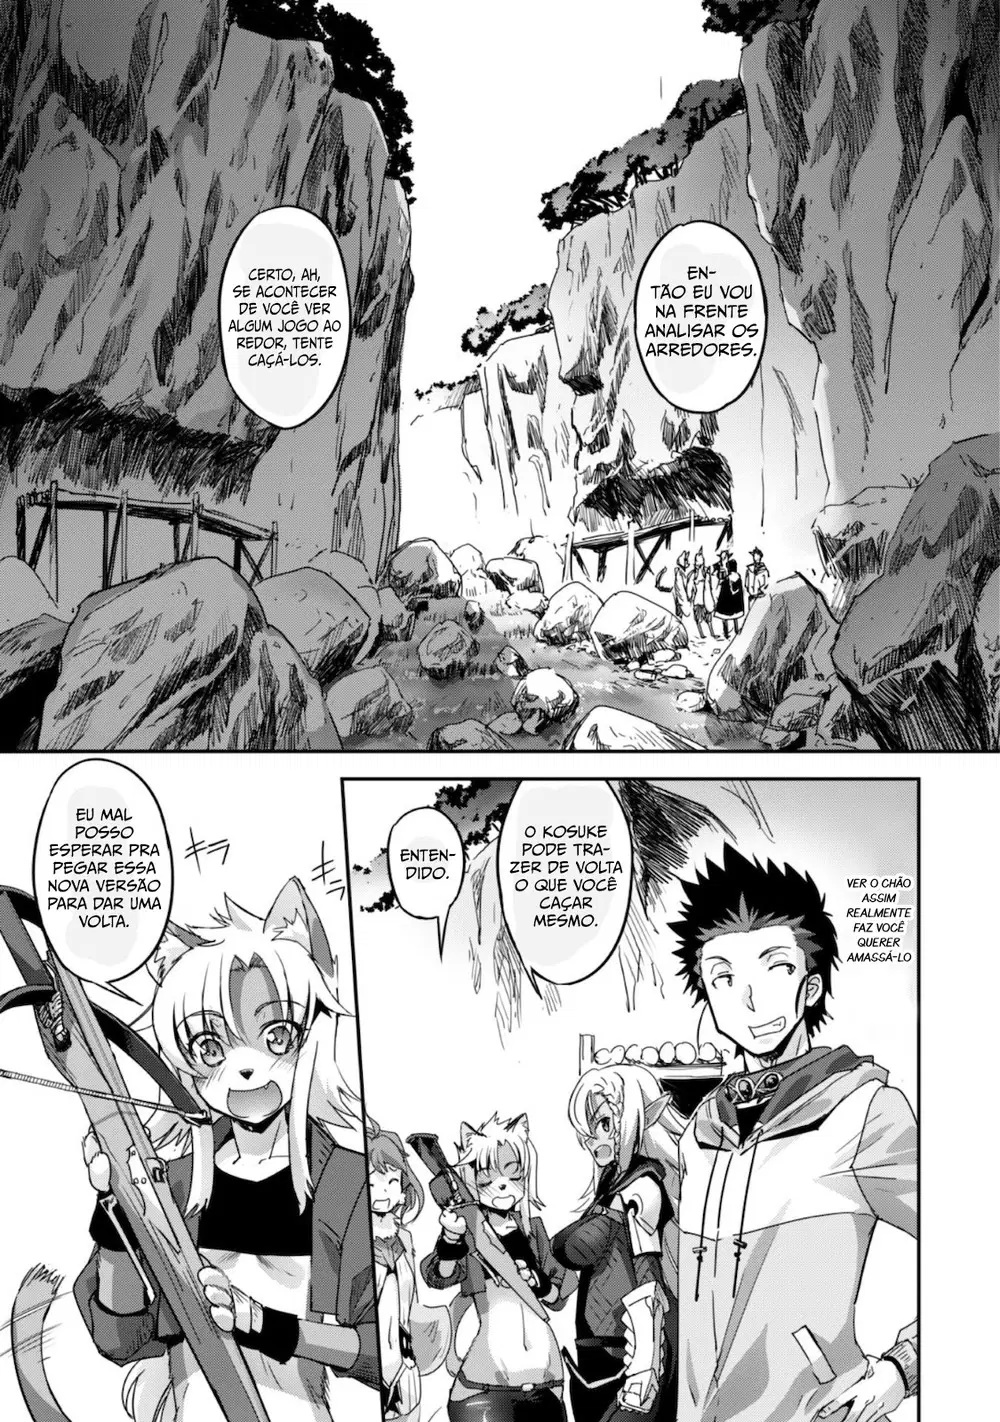 EN-
TÃO EU VOU
NA FRENTE
ANALISAR OS
ARREDORES.
CERTO, AH,
SE ACONTECER
DE VOCÊ VER
ALGUM JOGO AO
REDOR, TENTE
CAÇÁ-LOS.
VER O CHÃO
ASSIM
REALMENTE
FAZ VOCÊ
QUERER
AMASSÁ-LO
O KOSUKE
PODE TRA-
ZER DE VOLTA
O QUE VOCÊ
CAÇAR
MESMO.
ENTEN-
DIDO.
EU MAL
POSSO
ESPERAR PRA
PEGAR ESSA
NOVA VERSÃO
PARA DAR UMA
VOLTA.